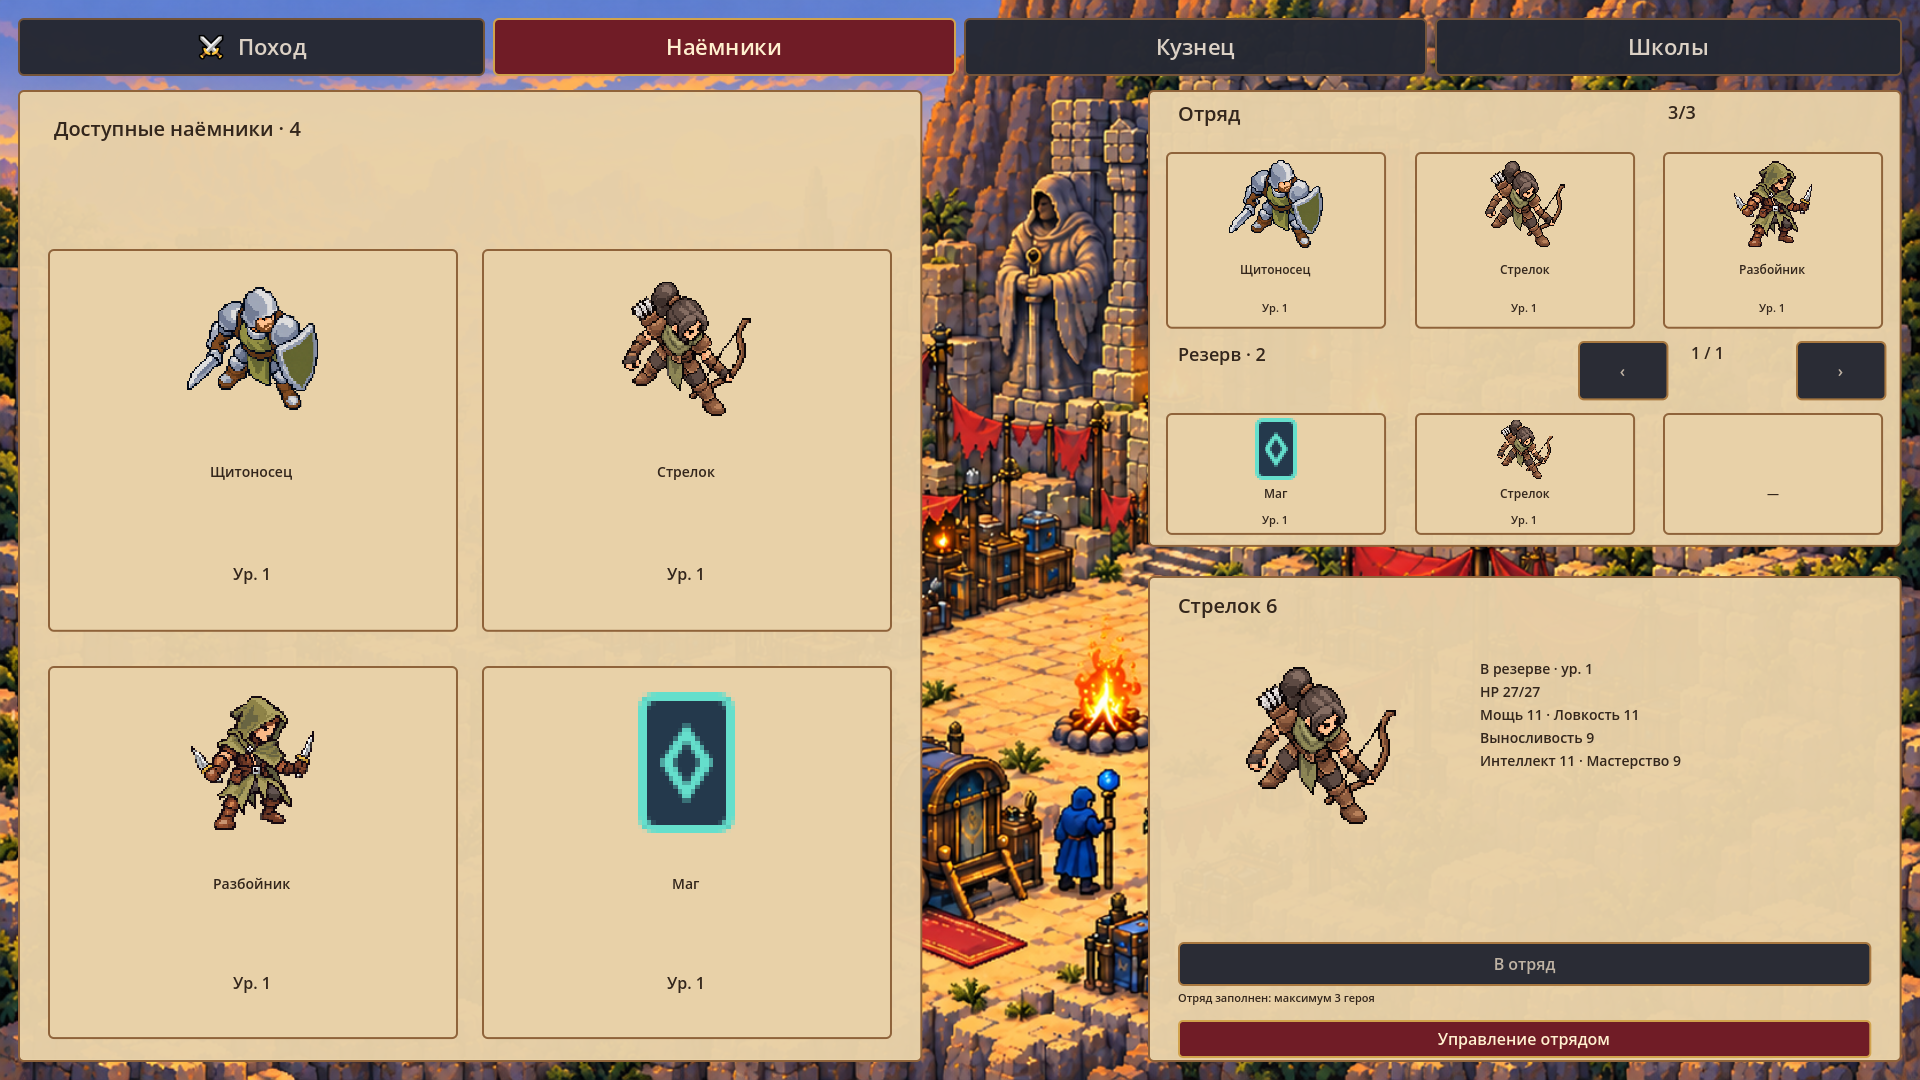 Поход
Наёмники
Кузнец
Школы
Доступные наёмники · 4
Щитоносец
Ур. 1
Стрелок
Ур. 1
Разбойник
Ур. 1
Маг
Ур. 1
Отряд
3/3
Щитоносец
Ур. 1
Стрелок
Ур. 1
Разбойник
Ур. 1
Резерв · 2
‹
1 / 1
›
Маг
Ур. 1
Стрелок
Ур. 1
—
Стрелок 6
В резерве · ур. 1
HP 27/27
Мощь 11 · Ловкость 11
Выносливость 9
Интеллект 11 · Мастерство 9
В отряд
Отряд заполнен: максимум 3 героя
Управление отрядом